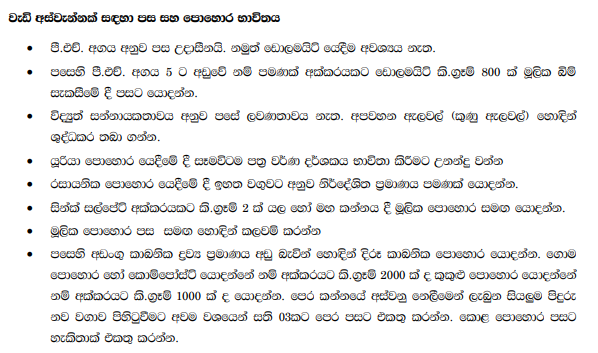 වැඩි අස්වැන්නක් සඳහා පස සහ පොහොර භාවිතය
• පී.එච්. අගය අනුව පස උදාසීනයි. නමුත් ඩොලමයිට් යෙදීම අවශ්‍යය නැත.
• පසෙහි පී.එච්. අගය 5 ට අඩුවේ නම් පමණක් අක්කරයකට ඩොලමයිට් කි.ග්‍රෑම් 800 ක් මූලික බිම්
සැකසීමේ දී පසට යොදන්න.
• විද්‍යුත් සන්නායකතාවය අනුව පසේ ලවණතාවය නැත. අපවහන ඇලවල් (කුණු ඇලවල්) හොඳින්
ශුද්ධකර තබා ගන්න.
• යූරියා පොහොර යෙදීමේ දී සෑමවිටම පත්‍ර වර්ණ දර්ශකය භාවිතා කිරීමට උනන්දු වන්න
• රසායනික පොහොර යෙදීමේ දී ඉහත වගුවට අනුව නිර්දේශිත ප්‍රමාණය පමණක් යොදන්න.
• සින්ක් සල්පේට් අක්කරයකට කි.ග්‍රෑම් 2 ක් යල හෝ මහ කන්නය දී මූලික පොහොර සමඟ යොදන්න.
• මූලික පොහොර පස සමඟ හොඳින් කලවම් කරන්න
• පසෙහි අඩංගු කාබනික ද්‍රව්‍ය ප්‍රමාණය අඩු බැවින් හොඳින් දිරූ කාබනික පොහොර යොදන්න. ගොම
පොහොර හෝ කොම්පෝස්ට් යොදන්නේ නම් අක්කරයට කි.ග්‍රෑම් 2000 ක් ද කුකුළු පොහොර යොදන්නේ
නම් අක්කරයට කි.ග්‍රෑම් 1000 ක් ද යොදන්න. පෙර කන්නයේ අස්වනු නෙලීමෙන් ලැබුන සියලුම පිදුරු
නව වගාව පිහිටුවීමට අවම වශයෙන් සති 03කට පෙර පසට එකතු කරන්න. කොළ පොහොර පසට
හැකිතාක් එකතු කරන්න.